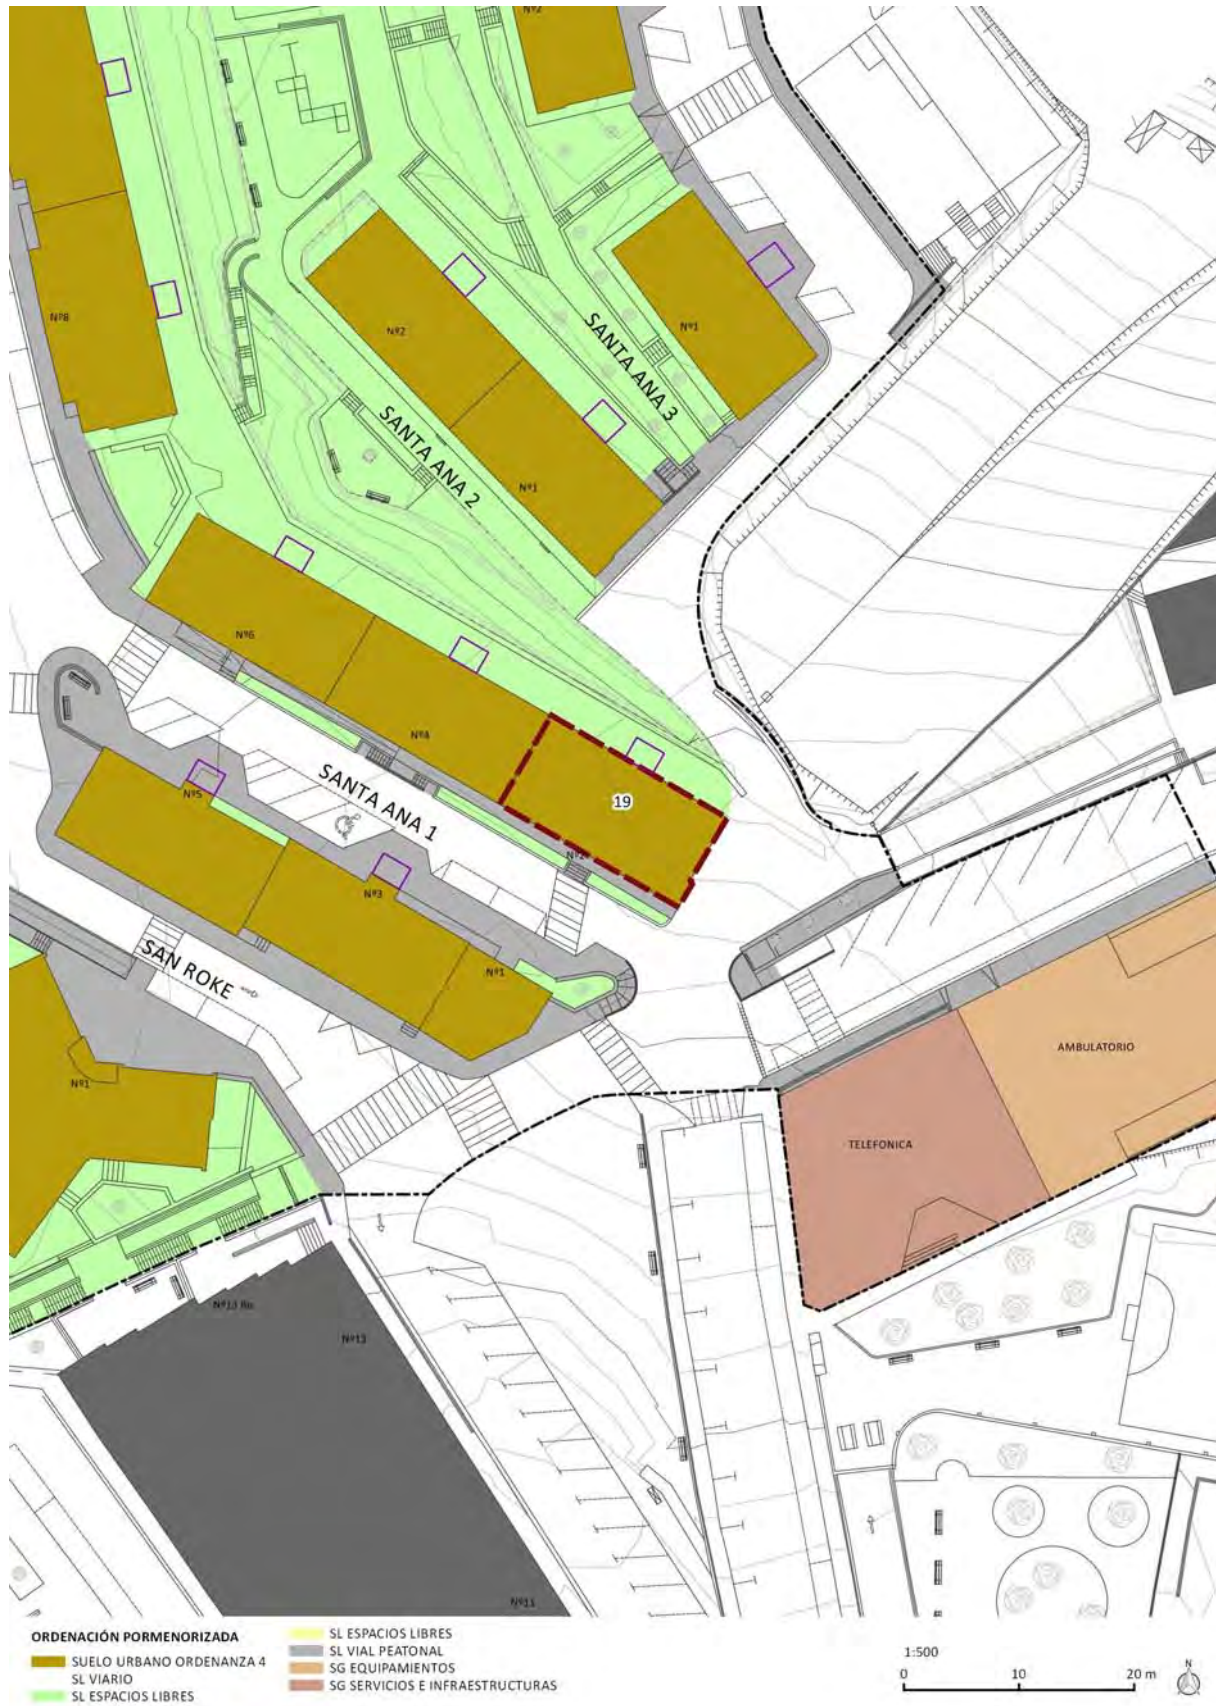 Nº2
Nº8
Nº2
SANTA ANA 3
Nº1
SANTA ANA 2
Nº1
Nº6
Nº4
SANTA ANA 1
19
Nº5
Nº2
Nº3
SAN ROKE
Nº1
Nº1
AMBULATORIO
TELEFONICA
Nº13 Bis
Nº13
Nº11
ORDENACIÓN PORMENORIZADA
SUELO URBANO ORDENANZA 4
SL VIARIO
SL ESPACIOS LIBRES
SL ESPACIOS LIBRES
SL VIAL PEATONAL
SG EQUIPAMIENTOS
SG SERVICIOS E INFRAESTRUCTURAS
1:500
0 10 20 m
N